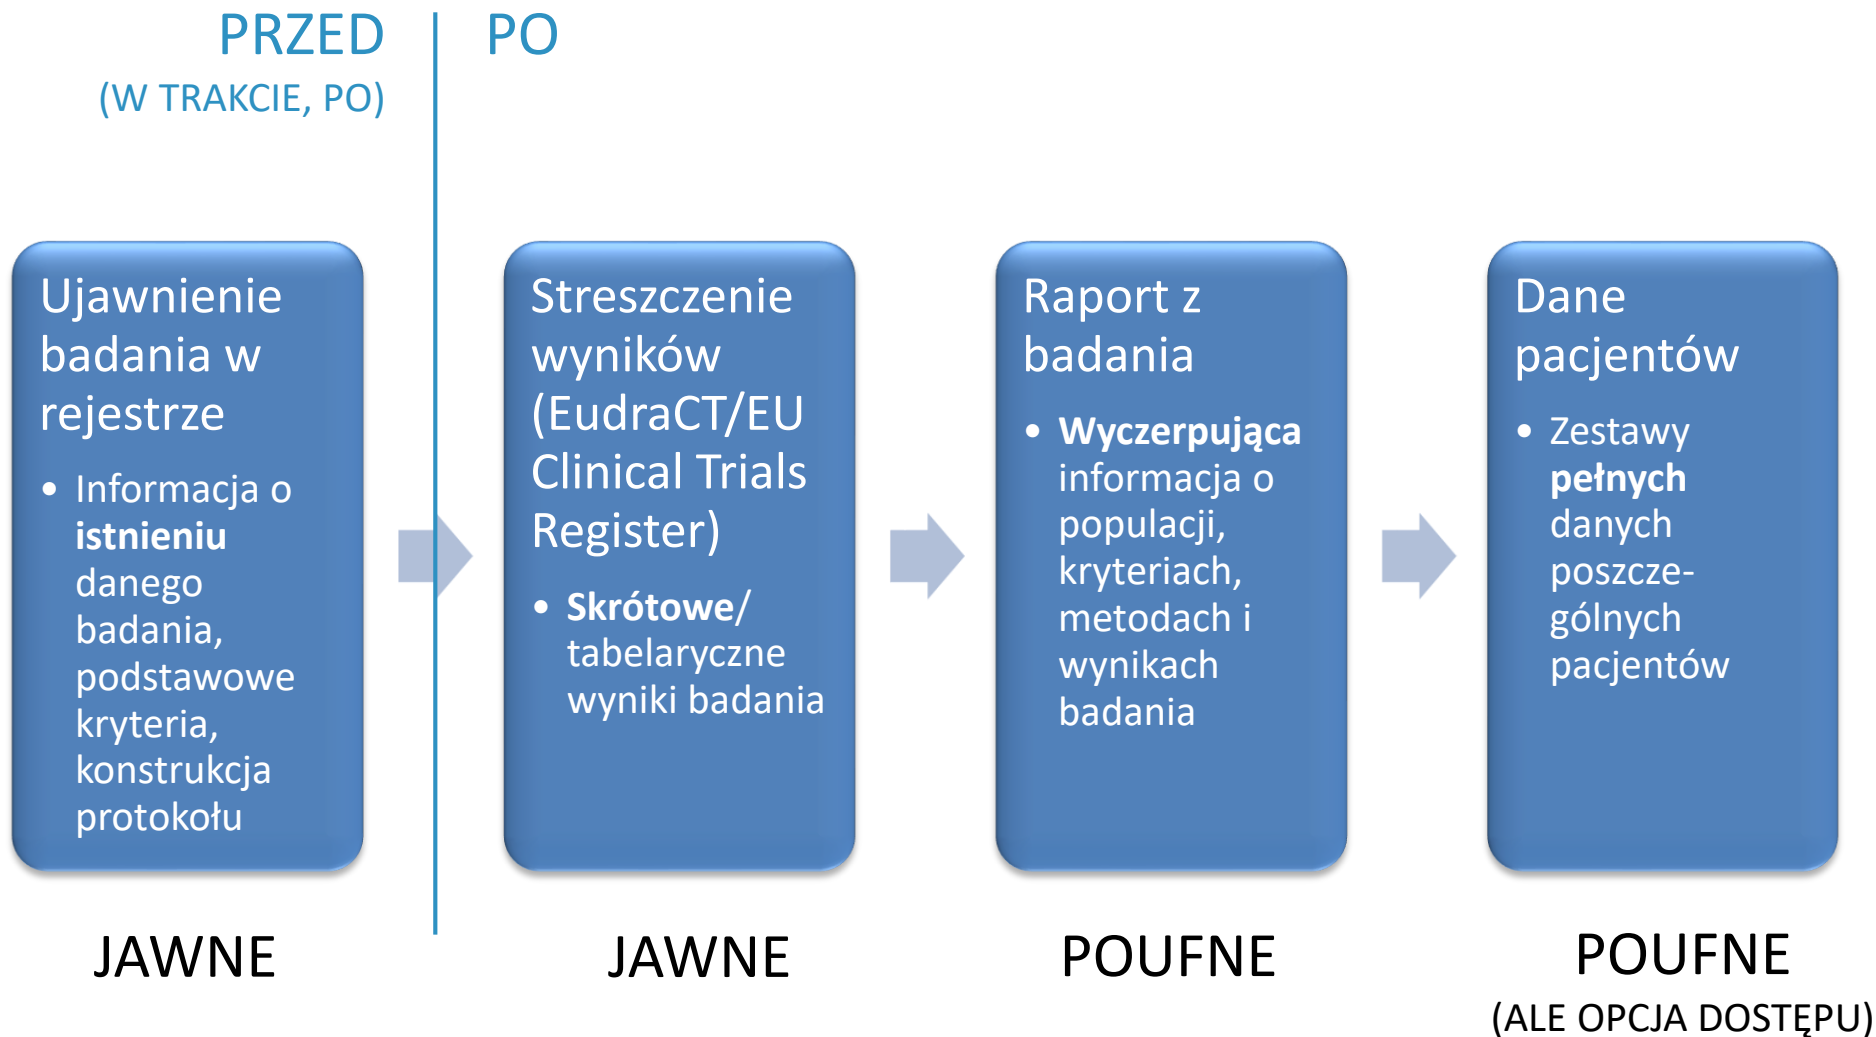 PRZED
(W TRAKCIE, PO)
PO
Ujawnienie
badania w
rejestrze
• Informacja o
istnieniu
danego
badania,
podstawowe
kryteria,
konstrukcja
protokołu
JAWNE
Streszczenie
wyników
(EudraCT/EU
Clinical Trials
Register)
• Skrótowe/
tabelaryczne
wyniki badania
JAWNE
Raport z
badania
• Wyczerpująca
informacja o
populacji,
kryteriach,
metodach i
wynikach
badania
POUFNE
Dane
pacjentów
• Zestawy
pełnych
danych
poszcze-
gólnych
pacjentów
POUFNE
(ALE OPCJA DOSTĘPU)